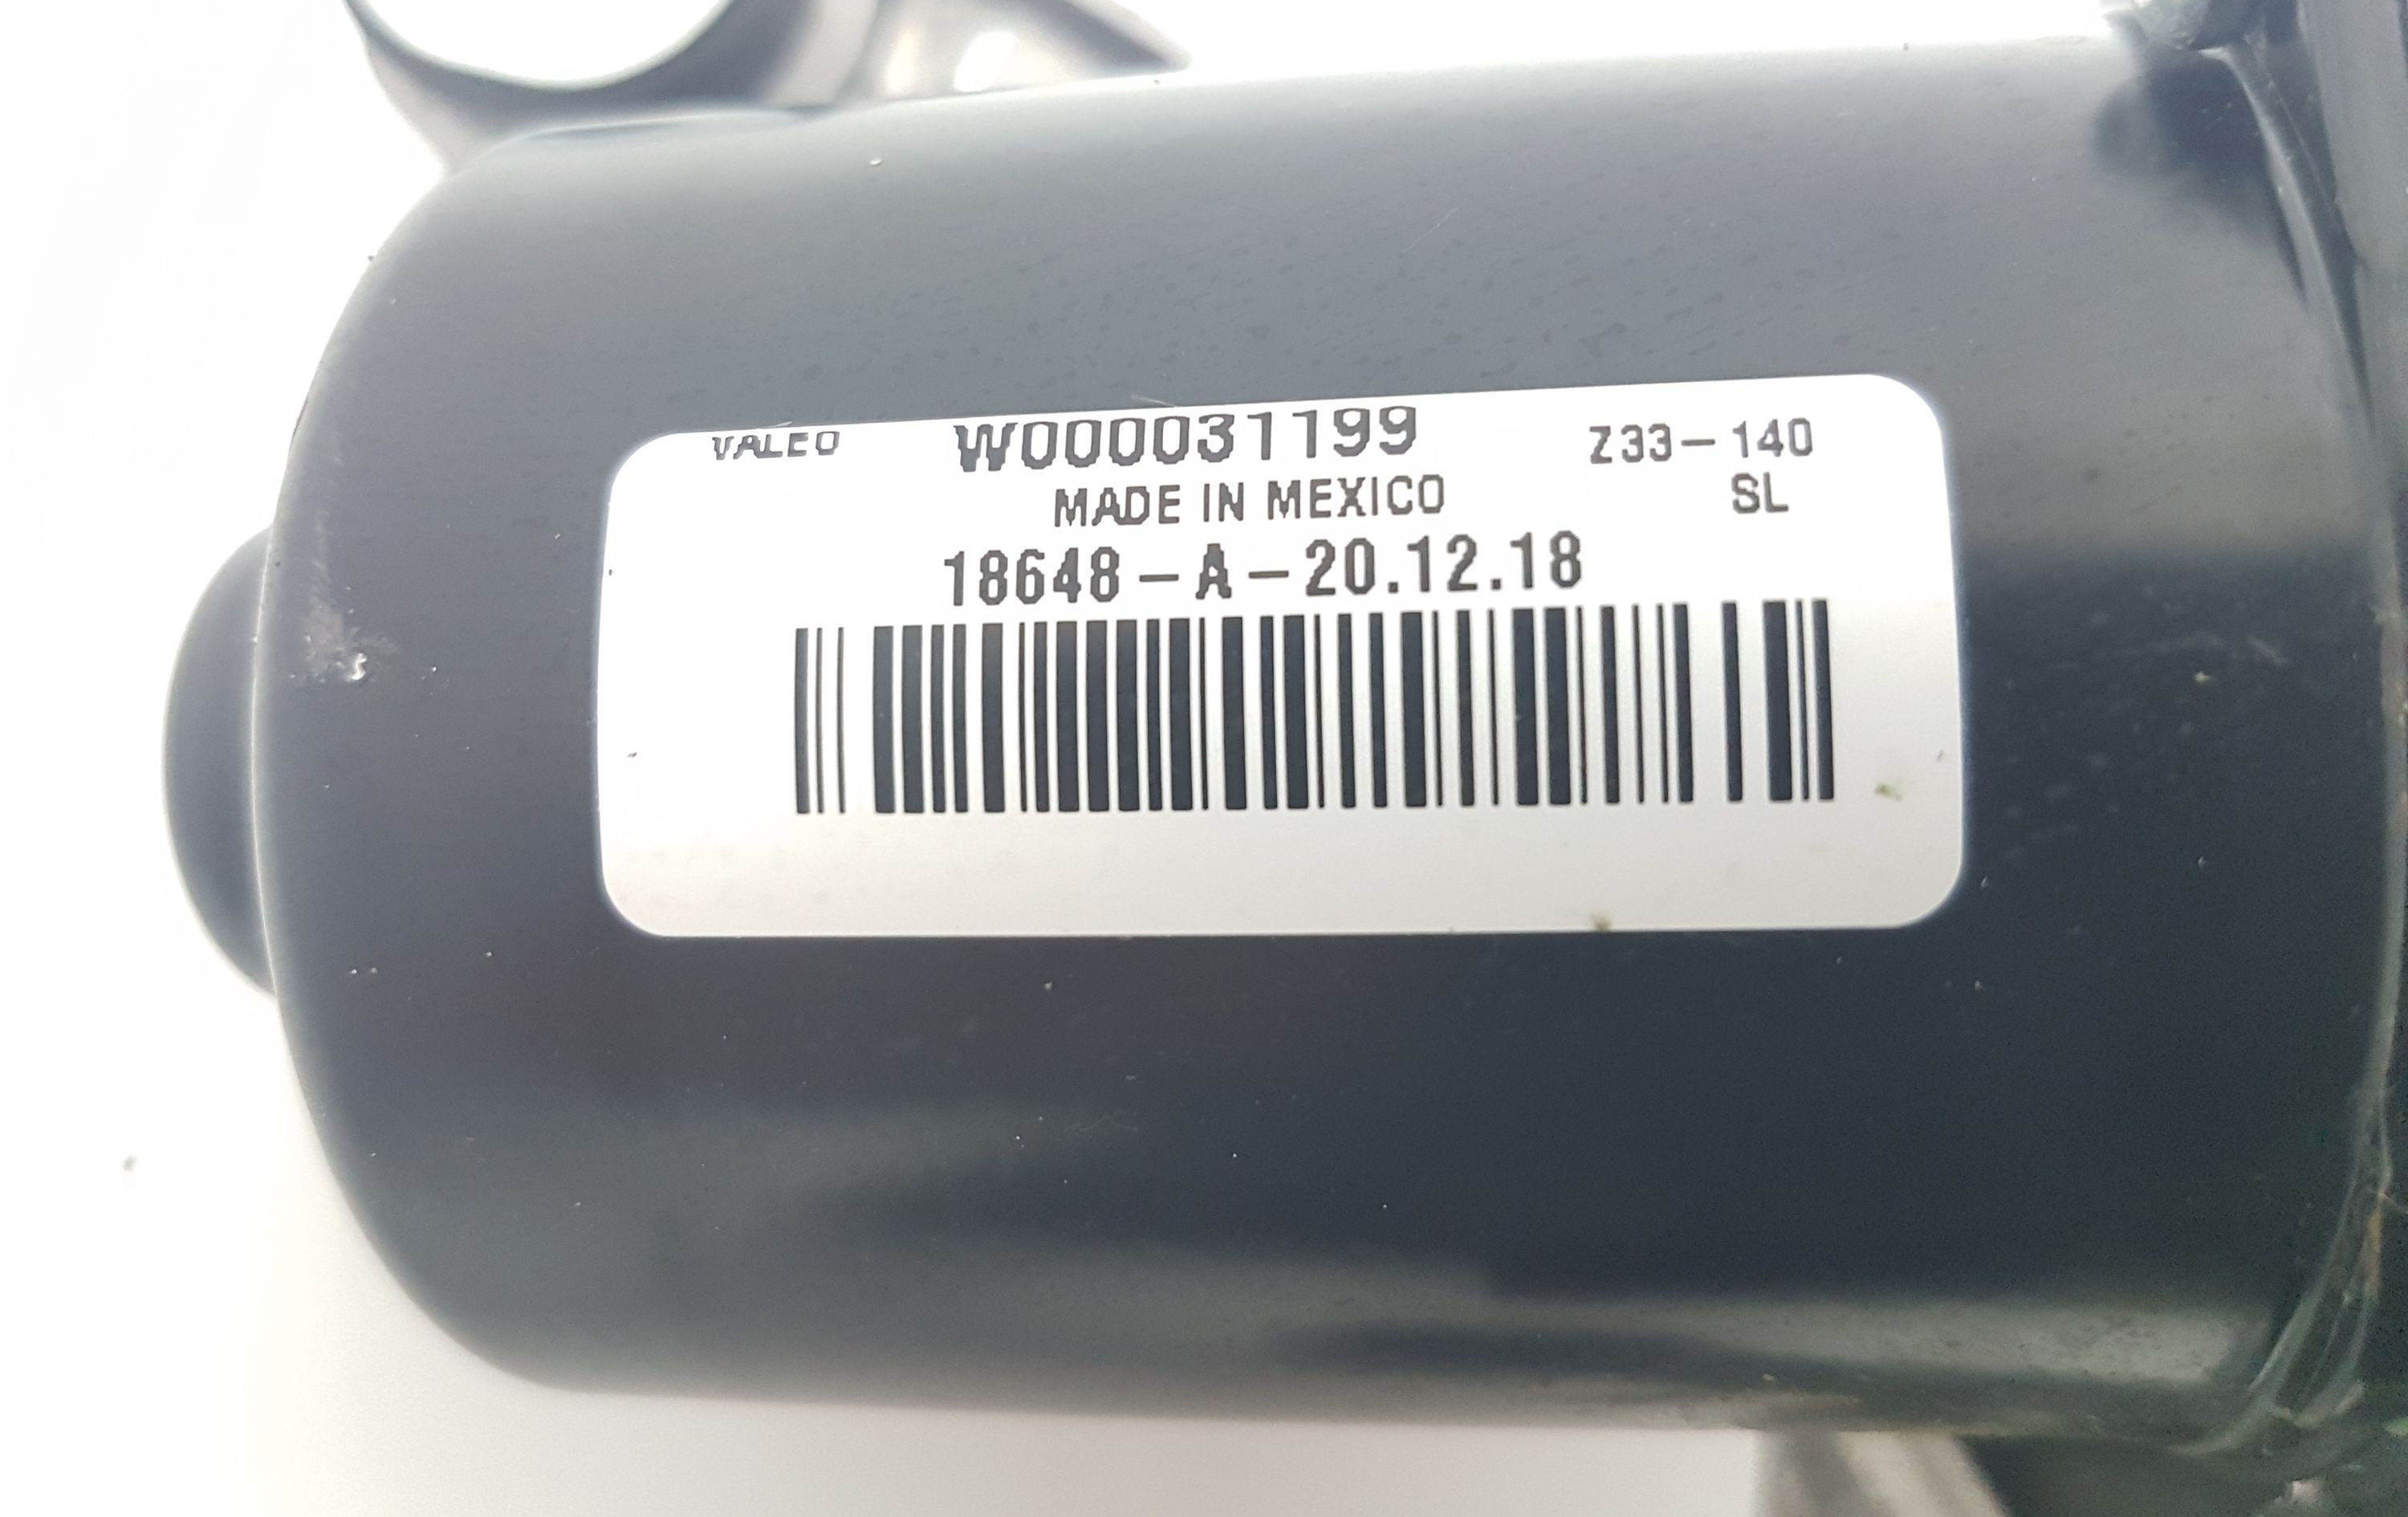 VALEO W000031199 Z33-140
MADE IN MEXICO SL
18648-A-20.12.18